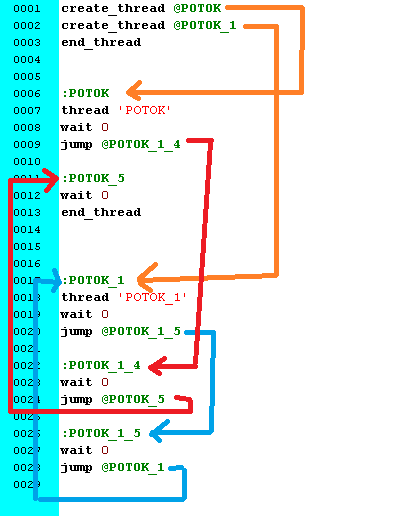 0001 create_thread @POTOK
0002 create_thread @POTOK_1
0003 end_thread
0004
0005
0006 :POTOK
0007 thread 'POTOK'
0008 wait 0
0009 jump @POTOK_1_4
0010
0011 :POTOK_5
0012 wait 0
0013 end_thread
0014
0015
0016
0017 :POTOK_1
0018 thread 'POTOK_1'
0019 wait 0
0020 jump @POTOK_1_5
0021
0022 :POTOK_1_4
0023 wait 0
0024 jump @POTOK_5
0025
0026 :POTOK_1_5
0027 wait 0
0028 jump @POTOK_1
0029